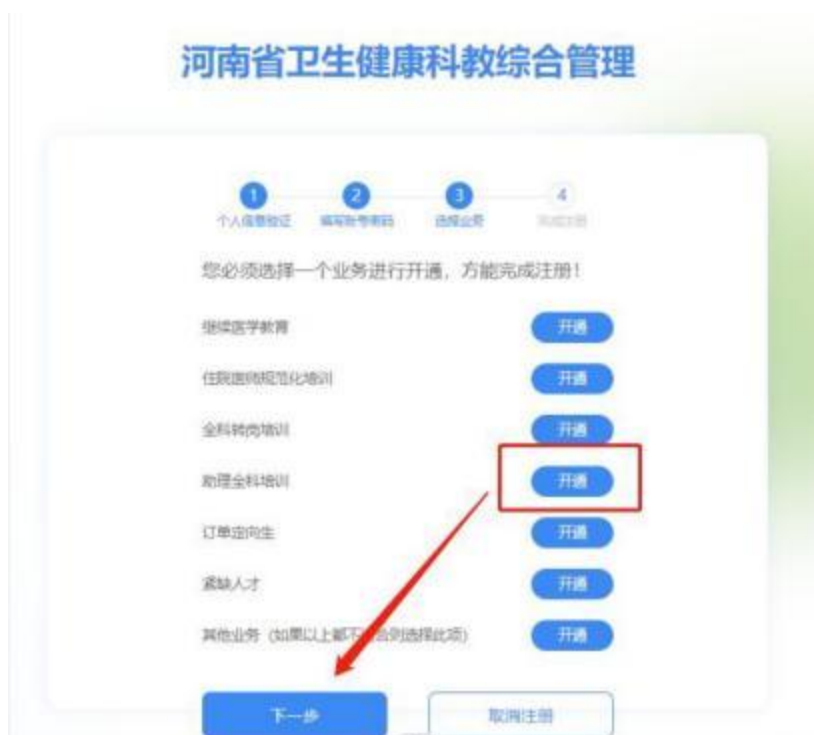 河南省卫生健康科教综合管理
1 2 3 4
个人信息验证 填写账号密码 选择业务 完成注册
您必须选择一个业务进行开通，方能完成注册！
继续医学教育 开通
住院医师规范化培训 开通
全科转岗培训 开通
助理全科培训 开通
订单定向生 开通
紧缺人才 开通
其他业务（如果以上都不 合则选择此项） 开通
下一步 取消注册